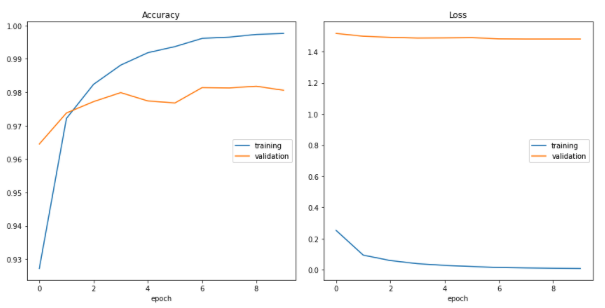 Accuracy
1.00
0.99
0.98
0.97
0.96
0.95
0.94
0.93
0 2 4 6 8
epoch
training
validation
Loss
1.4
1.2
1.0
0.8
0.6
0.4
0.2
0.0
0 2 4 6 8
epoch
training
validation